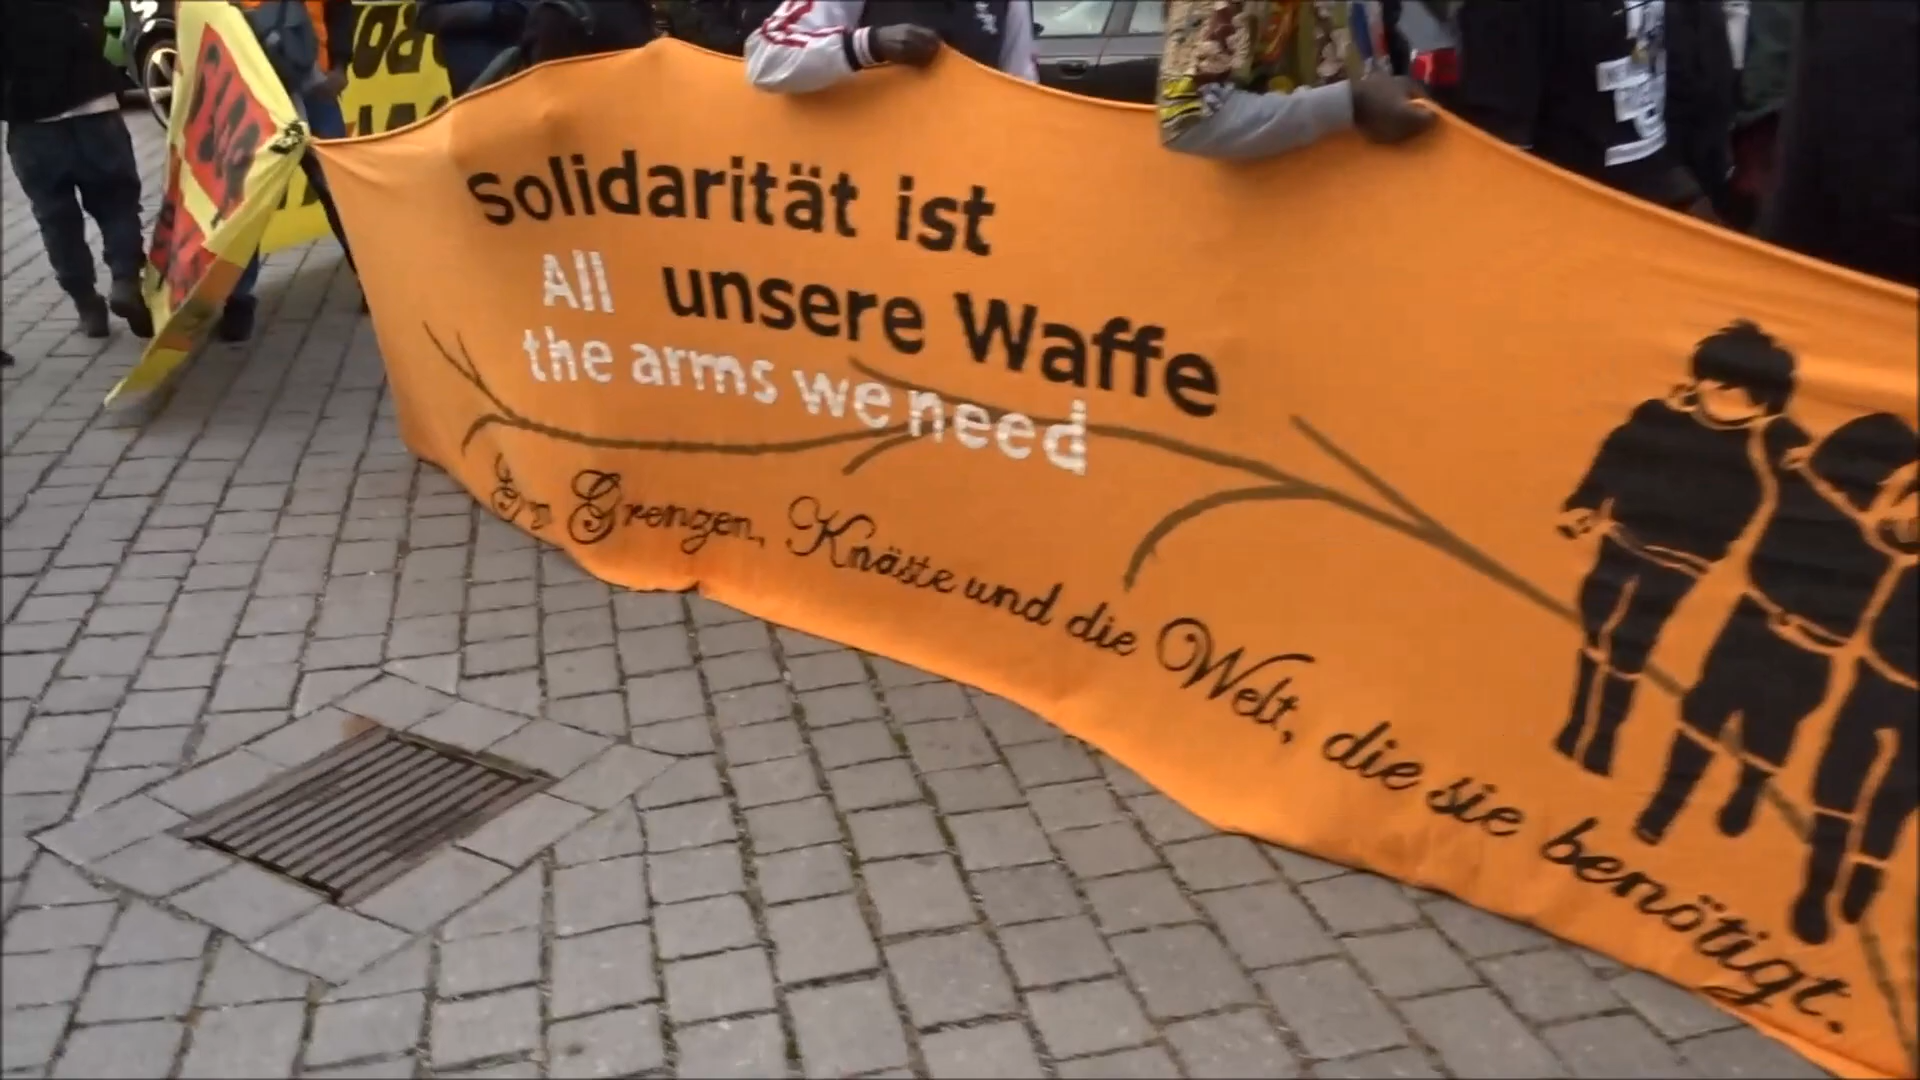 Solidarität ist
unsere Waffe
All
the arms we need
Grenzen, Knäste und die Welt, die sie benötigt.